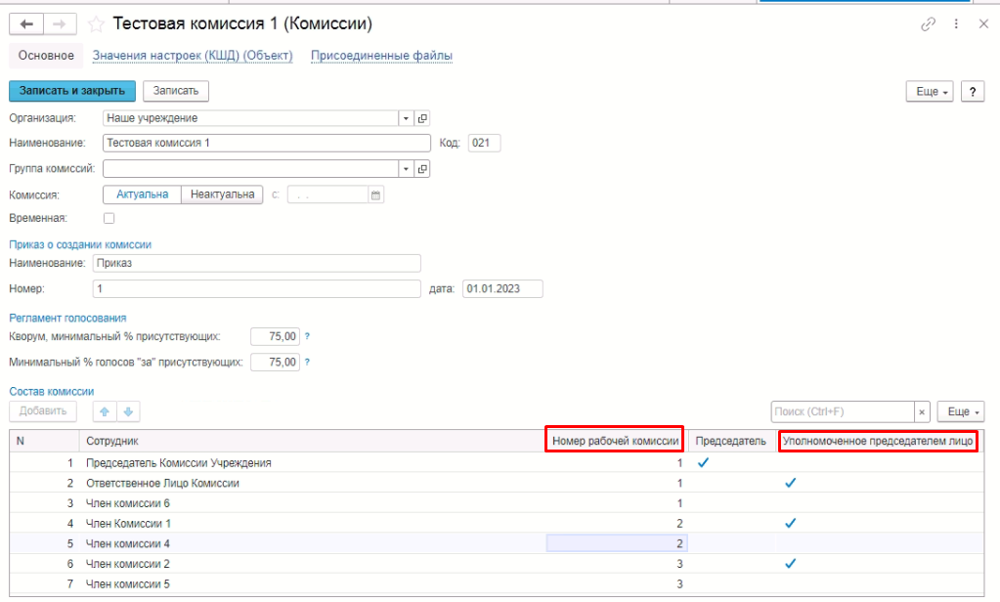 Тестовая комиссия 1 (Комиссии)
Основное Значения настроек (КШД) (Объект) Присоединенные файлы
Записать и закрыть Записать Еще ?
Организация: Наше учреждение
Наименование: Тестовая комиссия 1 Код: 021
Группа комиссий:
Комиссия: Актуальна Неактуальна с: . .
Временная:
Приказ о создании комиссии
Наименование: Приказ
Номер: 1 дата: 01.01.2023
Регламент голосования
Кворум, минимальный % присутствующих: 75,00 ?
Минимальный % голосов "за" присутствующих: 75,00 ?
Состав комиссии
Добавить Поиск (Ctrl+F) × Еще
N Сотрудник Номер рабочей комиссии Председатель Уполномоченное председателем лицо
1 Председатель Комиссии Учреждения 1 ✓
2 Ответственное Лицо Комиссии 1 ✓
3 Член комиссии 6 1
4 Член Комиссии 1 2 ✓
5 Член комиссии 4 2
6 Член комиссии 2 3 ✓
7 Член комиссии 5 3